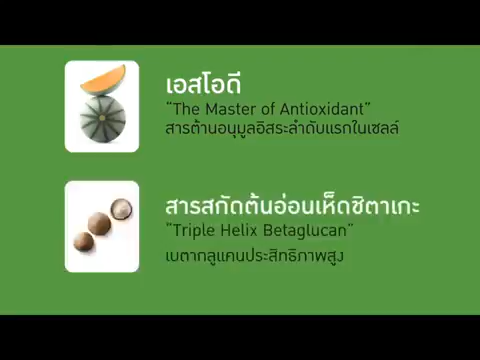 เอสโอดี
"The Master of Antioxidant"
สารต้านอนุมูลอิสระลำดับแรกในเซลล์
สารสกัดต้นอ่อนเห็ดชิตาเกะ
"Triple Helix Betaglucan"
เบตากลูแคนประสิทธิภาพสูง